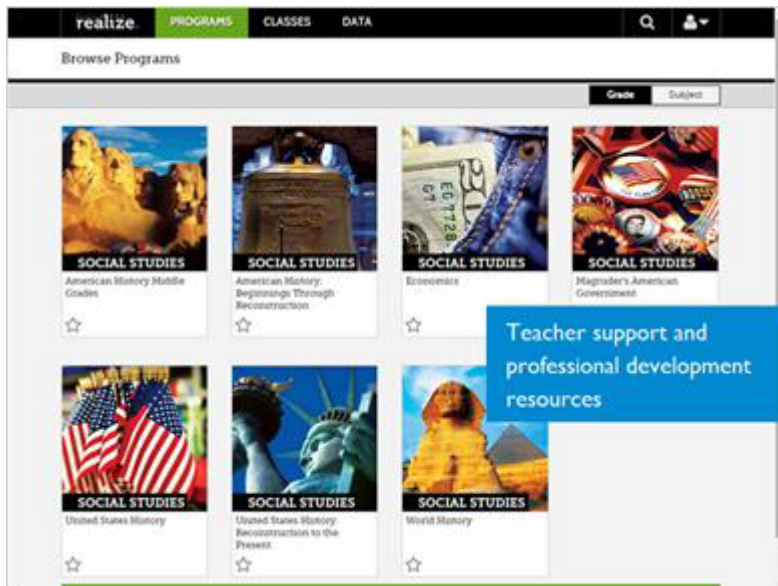 realize.
PROGRAMS
CLASSES
DATA
Browse Programs
Grade
Subject
SOCIAL STUDIES
SOCIAL STUDIES
SOCIAL STUDIES
SOCIAL STUDIES
American History Middle
Grades
American History:
Beginnings Through
Reconstruction
Economics
Magruder's American
Government
Teacher support and
professional development
resources
SOCIAL STUDIES
SOCIAL STUDIES
SOCIAL STUDIES
United States History
United States History:
Reconstruction to the
Present
World History